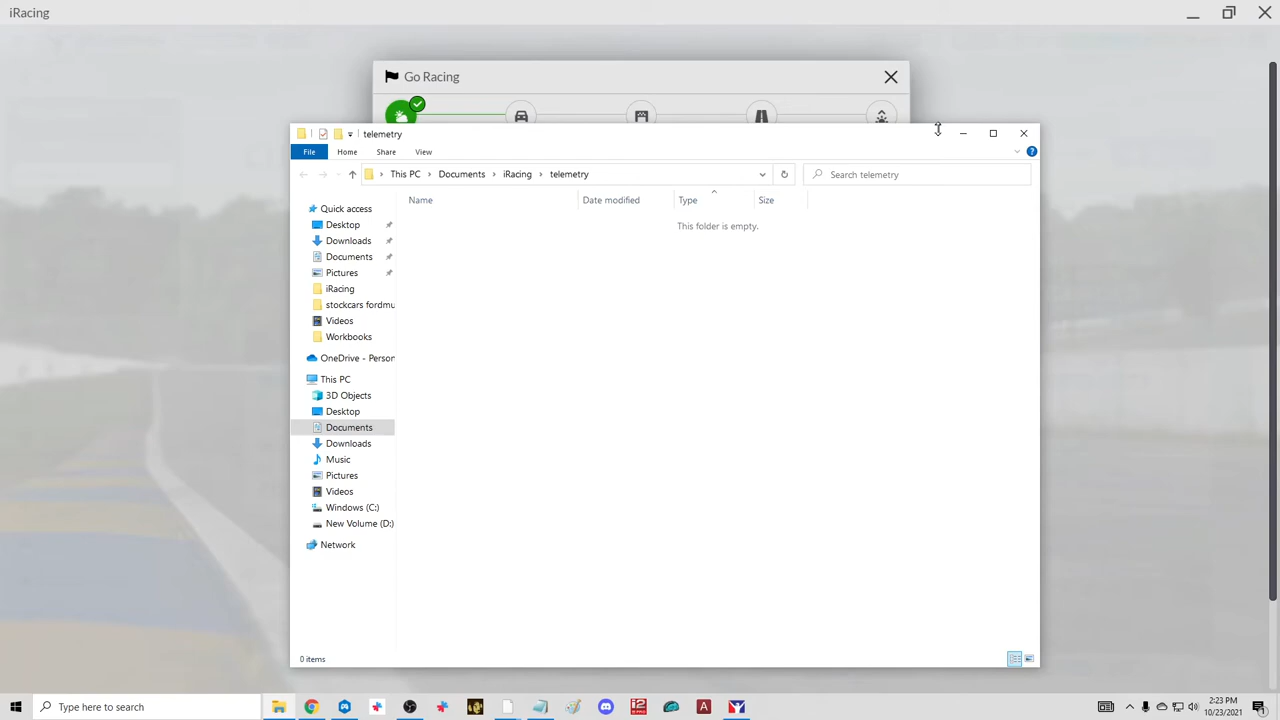 iRacing
Go Racing
telemetry
File Home Share View
This PC Documents iRacing telemetry
Search telemetry
Name Date modified Type Size
This folder is empty.
Quick access
Desktop
Downloads
Documents
Pictures
iRacing
stockcars fordmu
Videos
Workbooks
OneDrive - Person
This PC
3D Objects
Desktop
Documents
Downloads
Music
Pictures
Videos
Windows (C:)
New Volume (D:)
Network
0 items
Type here to search
2:23 PM
10/23/2021